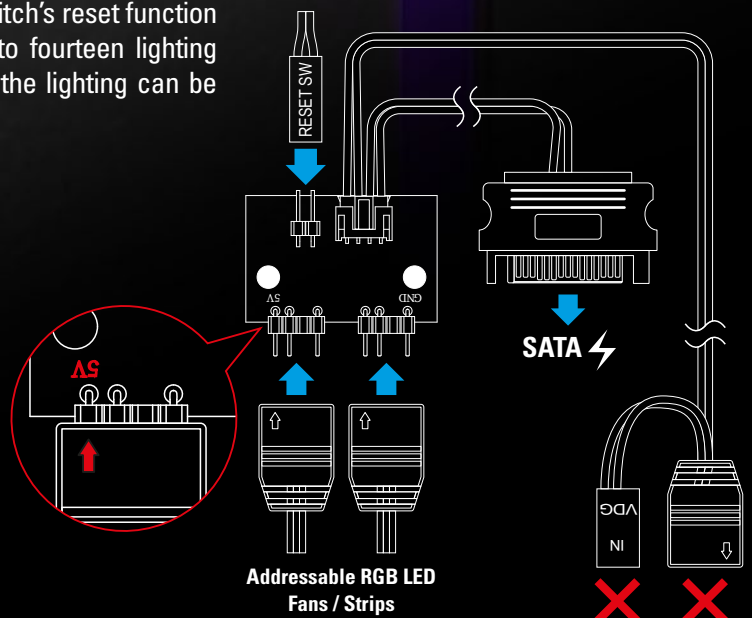 itch's reset function
to fourteen lighting
the lighting can be
RESET SW
5V
GND
5V
SATA
VDG
IN
Addressable RGB LED
Fans / Strips